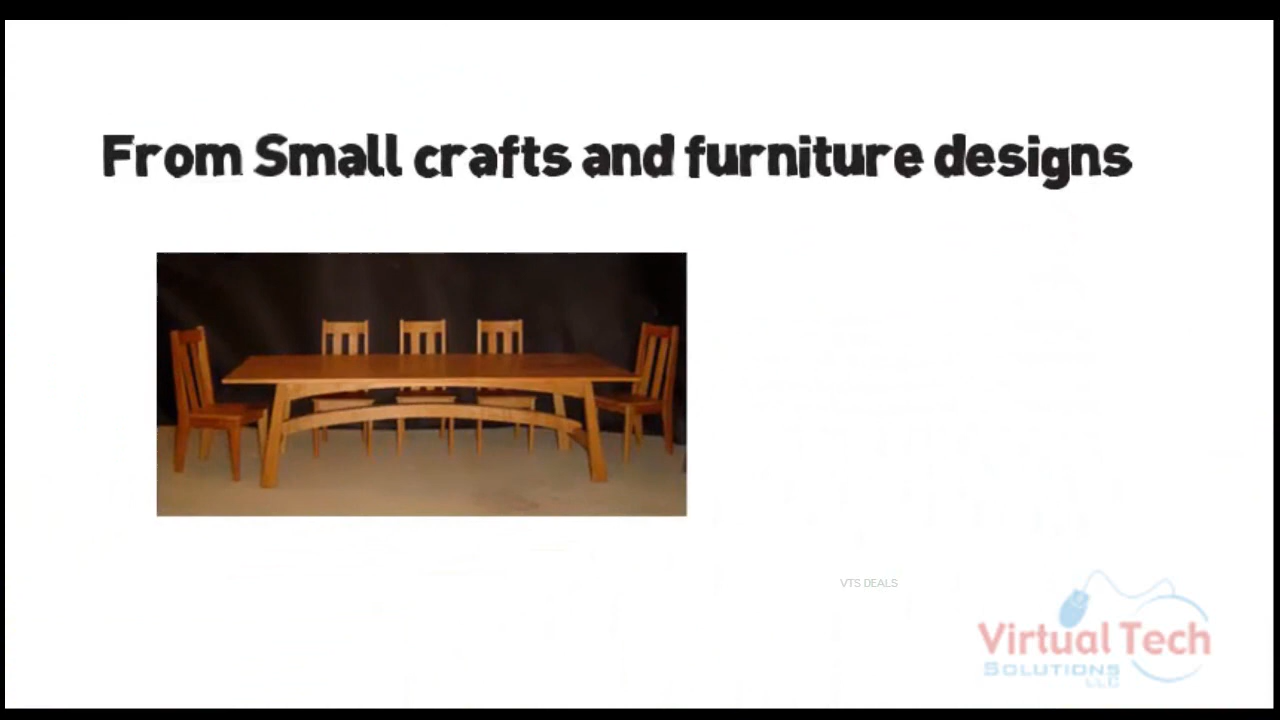 From Small crafts and furniture designs
VTS DEALS
Virtual Tech
SOLUTIONS
LLC